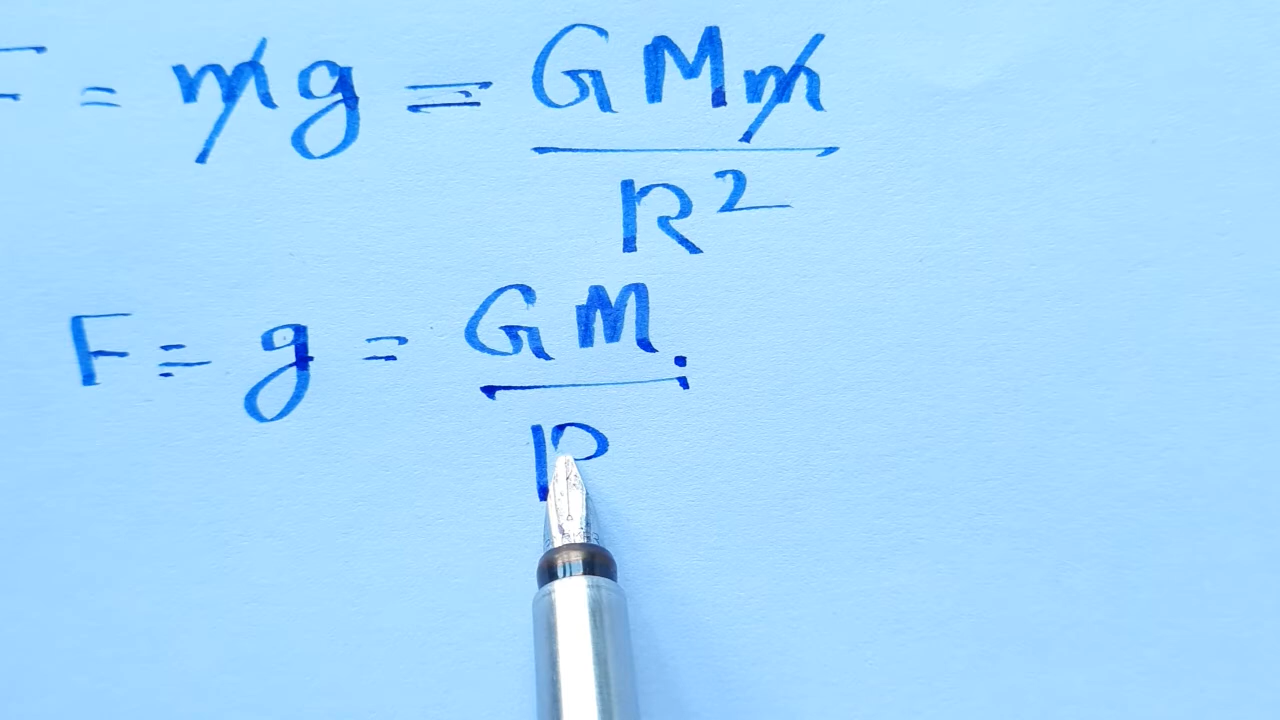 F = mg = GMm
R²
F = g = GM.
R